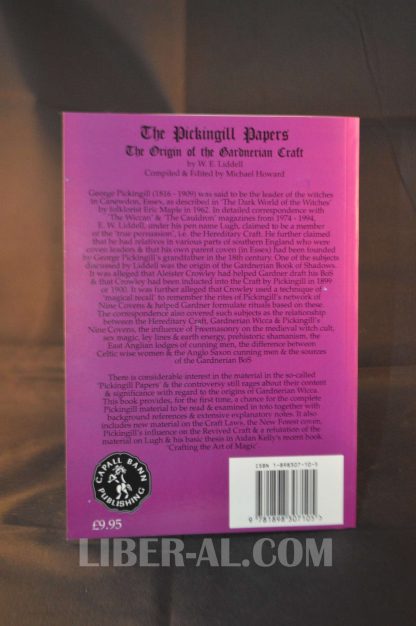 The Pickingill Papers
The Origin of the Gardnerian Craft
by W. E. Liddell
Compiled & Edited by Michael Howard
George Pickingill (1816 - 1909) was said to be the leader of the witches
in Canewdon, Essex, as described in 'The Dark World of the Witches'
by folklorist Eric Maple in 1962. In detailed correspondence with
'The Wiccan' & 'The Cauldron' magazines from 1974 - 1994,
E. W. Liddell, under his pen name Lugh, claimed to be a member
of the 'true persuasion', i.e. the Hereditary Craft. He further claimed
that he had relatives in various parts of southern England who were
coven leaders & that his own parent coven (in Essex) had been founded
by George Pickingill's grandfather in the 18th century. One of the subjects
discussed by Liddell was the origin of the Gardnerian Book of Shadows.
It was alleged that Aleister Crowley had helped Gardner draft his BoS
& that Crowley had been inducted into the Craft by Pickingill in 1899
or 1900. It was further alleged that Crowley used a technique of
'magical recall' to remember the rites of Pickingill's network of
Nine Covens & helped Gardner formulate rituals based on these.
The correspondence also covered such subjects as the relationship
between the Hereditary Craft, Gardnerian Wicca & Pickingill's
Nine Covens, the influence of Freemasonry on the medieval witch cult,
sex magic, ley lines & earth energy, prehistoric shamanism, the
East Anglian lodges of cunning men, the difference between
Celtic wise women & the Anglo Saxon cunning men & the sources
of the Gardnerian BoS
There is considerable interest in the material in the so-called
'Pickingill Papers' & the controversy still rages about their content
& significance with regard to the origins of Gardnerian Wicca.
This book provides, for the first time, a chance for the complete
Pickingill material to be read & examined in toto together with
background references & extensive explanatory notes. It also
includes new material on the Craft Laws, the New Forest coven,
Pickingill's influence on the Revived Craft & a refutation of the
material on Lugh & his basic thesis in Aidan Kelly's recent book
'Crafting the Art of Magic'.
CAPALL BANN
PUBLISHING
ISBN 1-898307-10-5
9 781898 307105
£9.95
LIBER-AL.COM